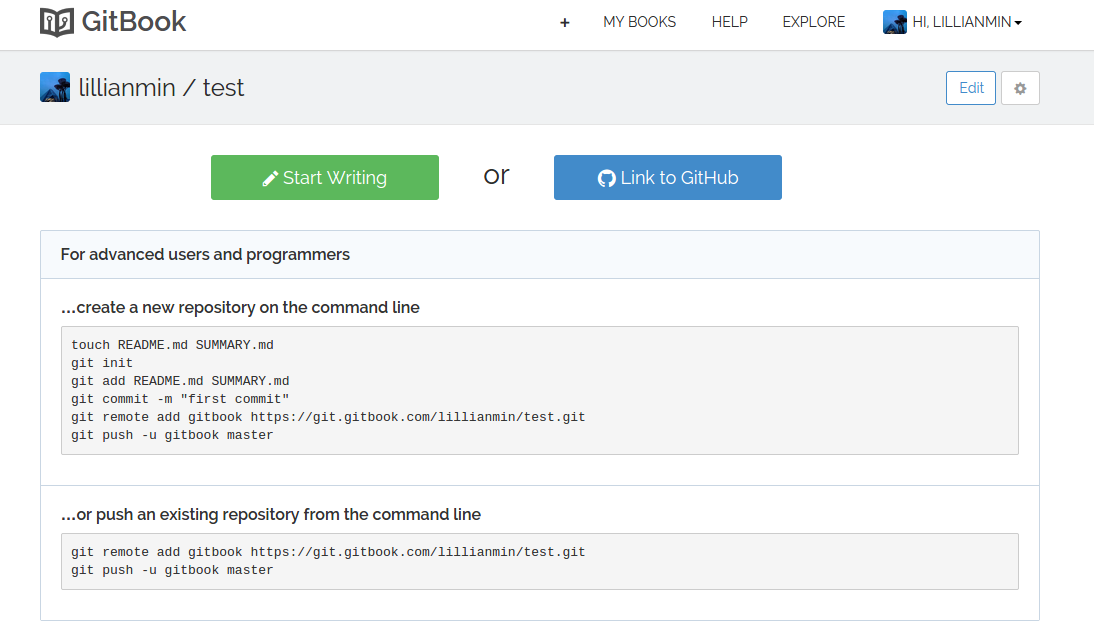 GitBook
+ MY BOOKS HELP EXPLORE HI, LILLIANMIN
lillianmin / test
Edit
Start Writing or Link to GitHub
For advanced users and programmers
...create a new repository on the command line
touch README.md SUMMARY.md
git init
git add README.md SUMMARY.md
git commit -m "first commit"
git remote add gitbook https://git.gitbook.com/lillianmin/test.git
git push -u gitbook master
...or push an existing repository from the command line
git remote add gitbook https://git.gitbook.com/lillianmin/test.git
git push -u gitbook master